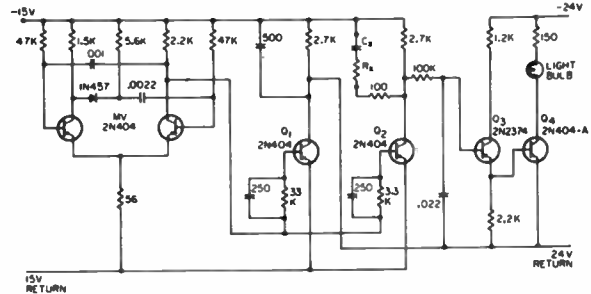 -15V
-24V
47K
1.5K
5.6K
2.2K
47K
500
2.7K
C₂
2.7K
1.2K
150
.001
LIGHT
BULB
1N457
.0022
100
100K
MV
2N404
Q₁
2N404
Q₂
2N404
Q₃
2N2374
Q₄
2N404-A
250
33
K
250
3.3
K
.022
56
2.2K
15V
RETURN
24V
RETURN